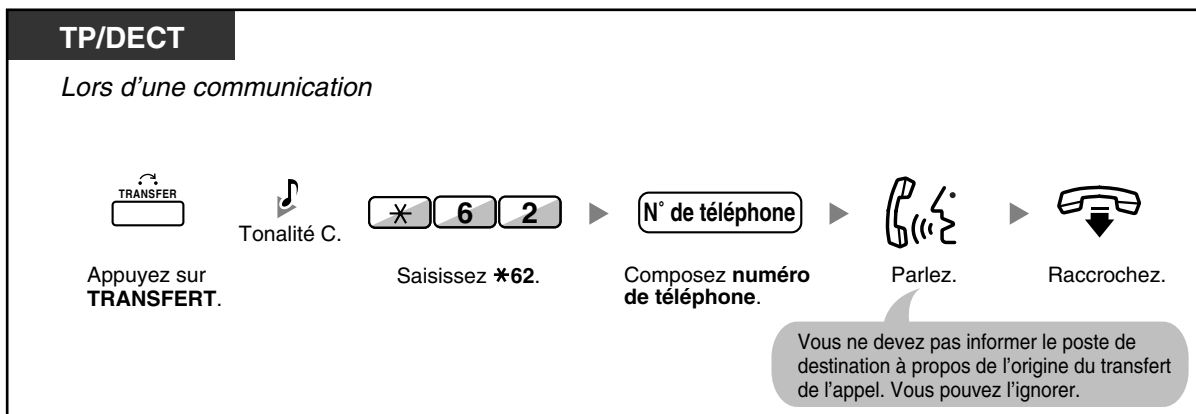 TP/DECT
Lors d'une communication
TRANSFER
Tonalité C.
* 6 2
N° de téléphone
Appuyez sur
TRANSFERT.
Saisissez *62.
Composez numéro
de téléphone.
Parlez.
Raccrochez.
Vous ne devez pas informer le poste de
destination à propos de l'origine du transfert
de l'appel. Vous pouvez l'ignorer.